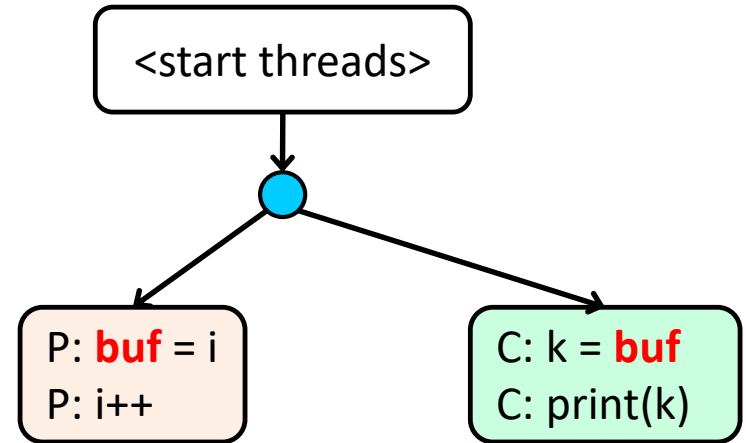 <start threads>
P: buf = i
P: i++
C: k = buf
C: print(k)